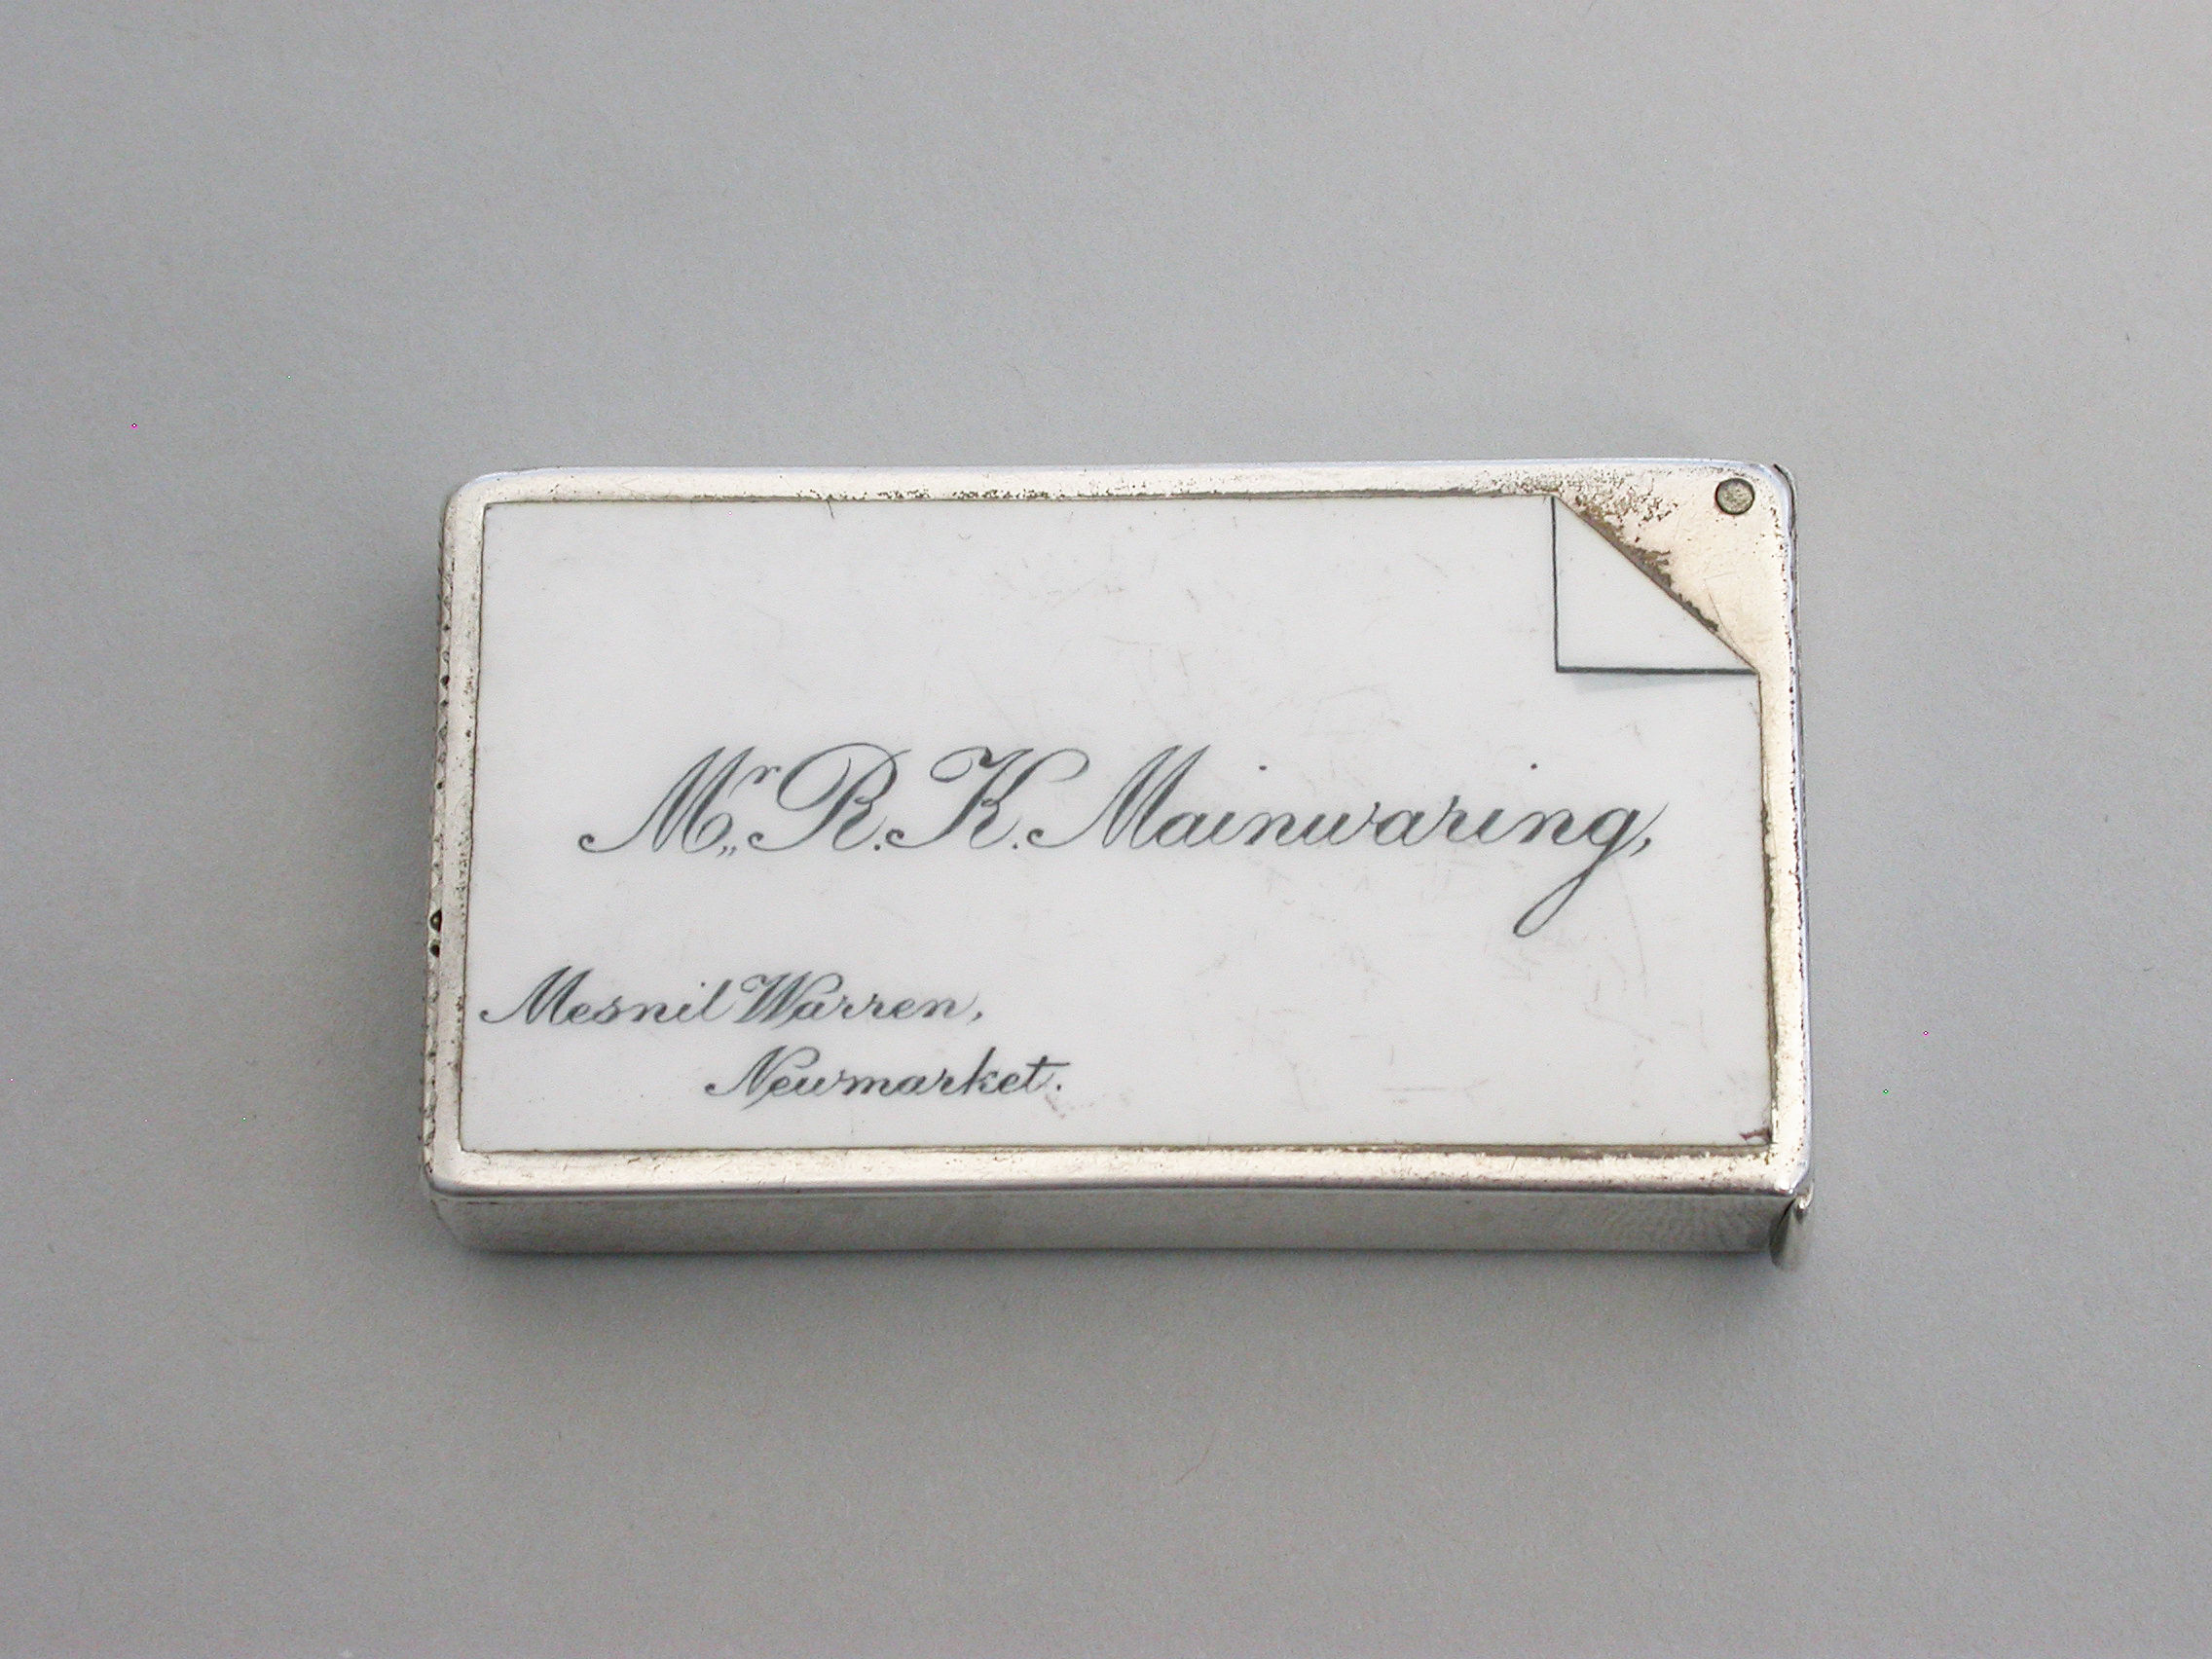 Mr. R. K. Mainwaring,
Mesnil Warren,
Newmarket.